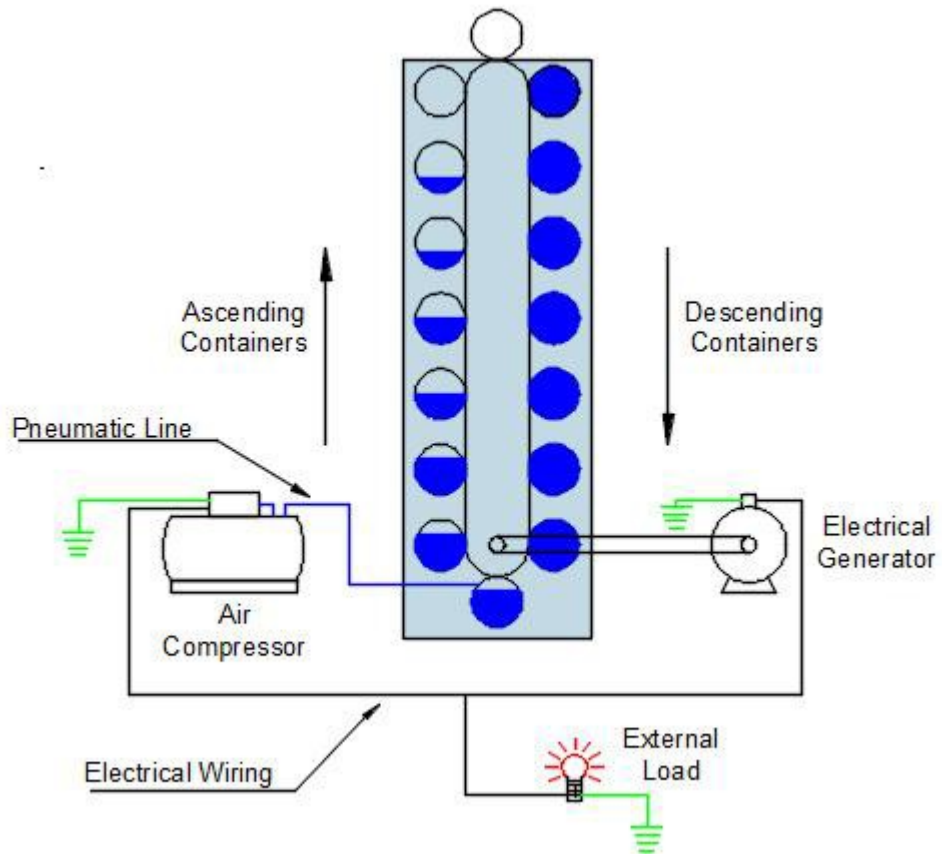 Ascending
Containers
Descending
Containers
Pneumatic Line
Electrical
Generator
Air
Compressor
Electrical Wiring
External
Load